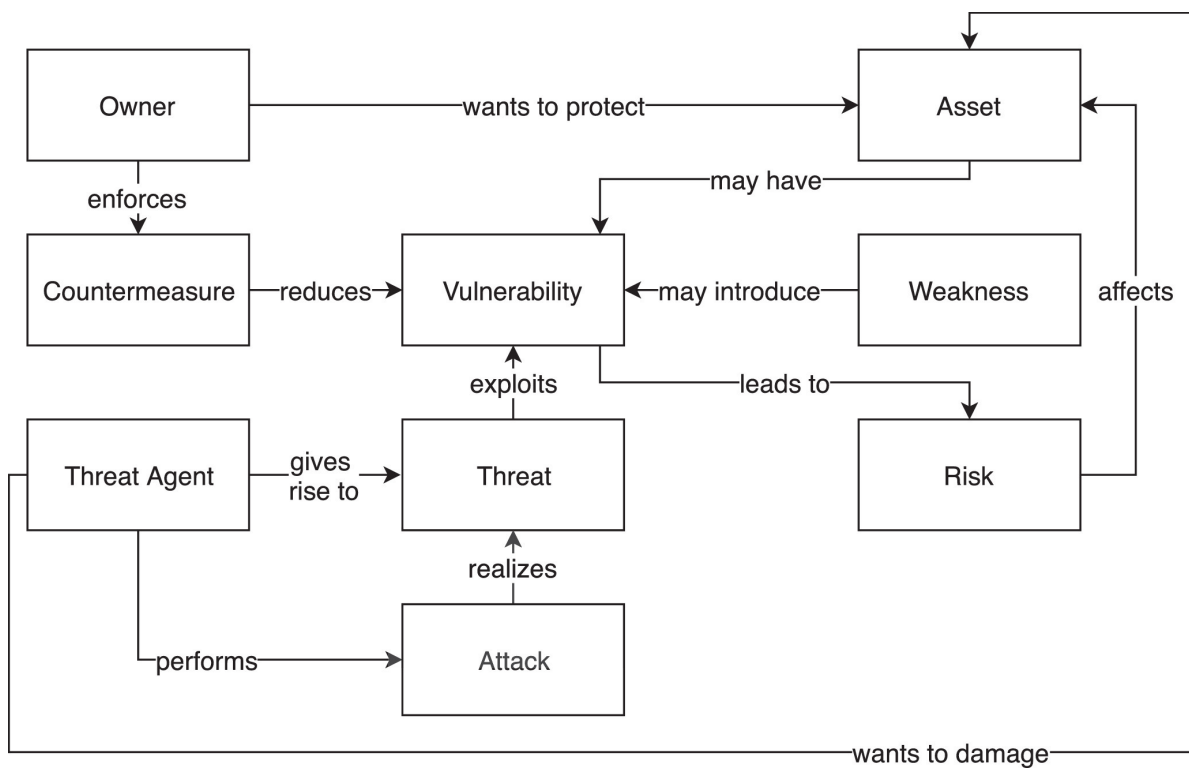 Owner
wants to protect
Asset
enforces
may have
Countermeasure
reduces
Vulnerability
may introduce
Weakness
affects
exploits
leads to
Threat Agent
gives
rise to
Threat
Risk
realizes
performs
Attack
wants to damage